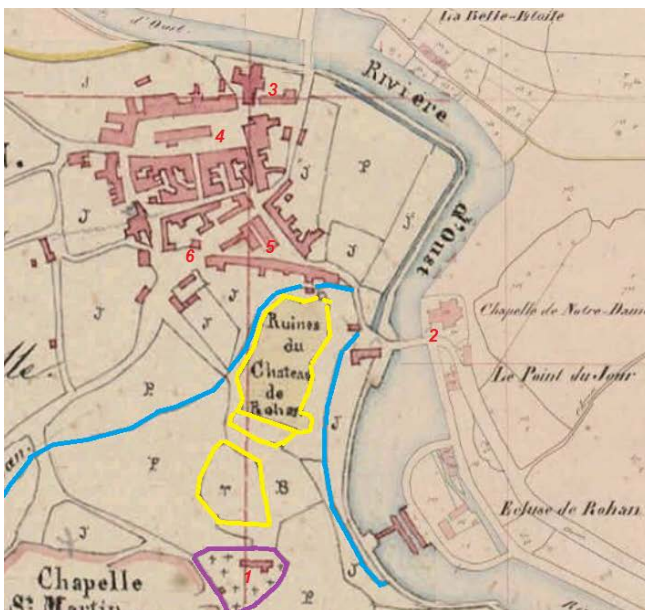 d'Oust.
La Belle-Etoile
Rivière
d'Oust
3
4
5
6
2
1
Ruines
du
Chateau
de
Rohan
Chapelle de Notre-Dame
Le Point du Jour
Ecluse de Rohan
Chapelle
St Martin
J
J
P
J
J
J
J
J
J
P
P
J
T
B
J
P
J